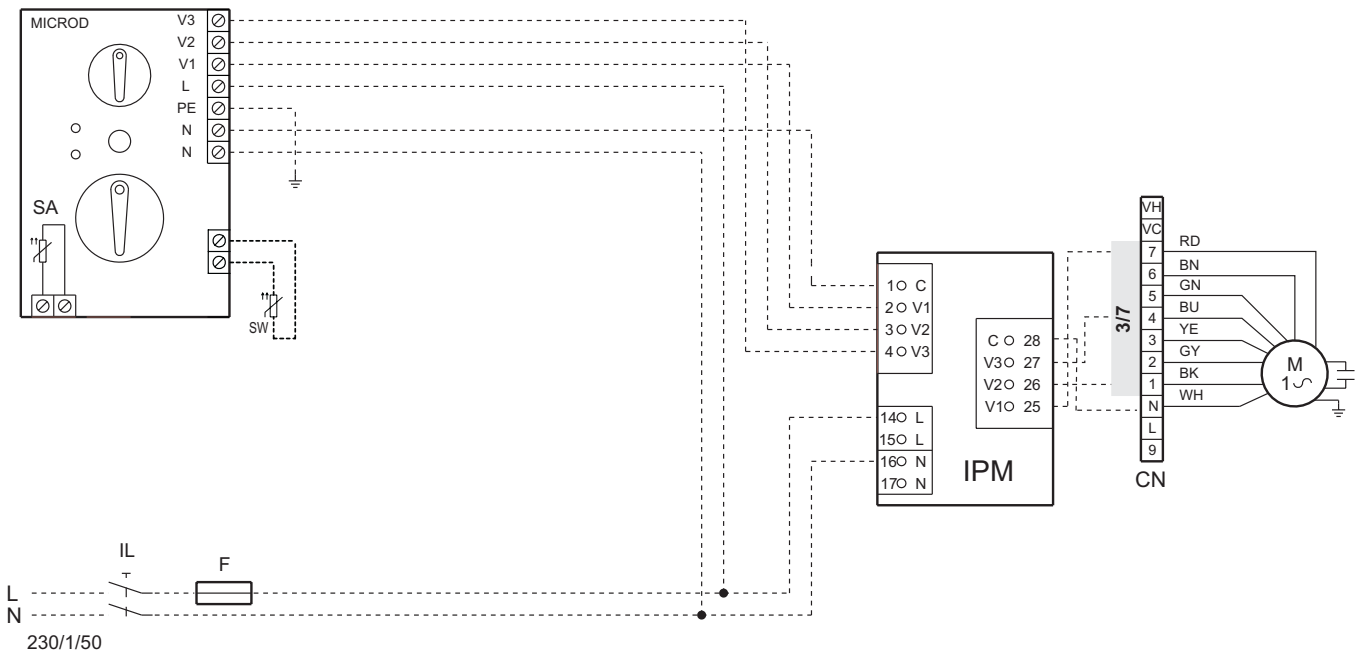 MICROD
V3
V2
V1
L
PE
N
N
SA
SW
1 C
2 V1
3 V2
4 V3
C 28
V3 27
V2 26
V1 25
14 L
15 L
16 N
17 N
IPM
3/7
VH
VC
7 RD
6 BN
5 GN
4 BU
3 YE
2 GY
1 BK
N WH
L
9
CN
M
1
IL
F
L
N
230/1/50